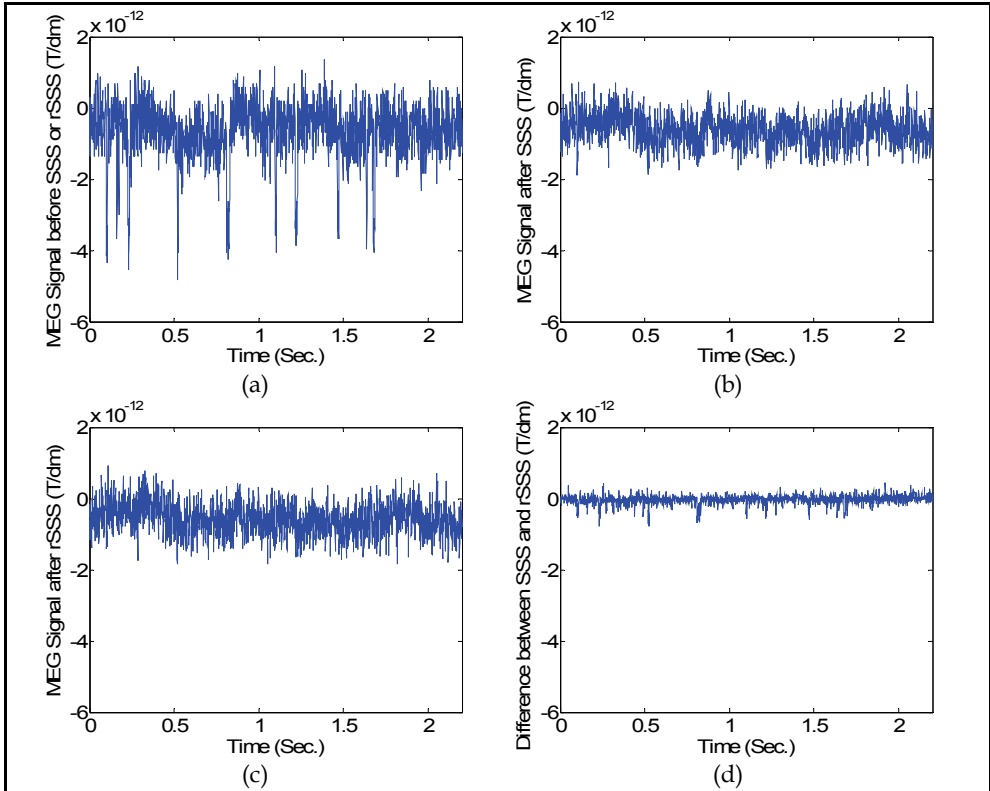 x 10-12
MEG Signal before SSS or rSSS (T/dm)
2
0
-2
-4
-6
0 0.5 1 1.5 2
Time (Sec.)
(a)
x 10-12
MEG Signal after SSS (T/dm)
2
0
-2
-4
-6
0 0.5 1 1.5 2
Time (Sec.)
(b)
x 10-12
MEG Signal after rSSS (T/dm)
2
0
-2
-4
-6
0 0.5 1 1.5 2
Time (Sec.)
(c)
x 10-12
Difference between SSS and rSSS (T/dm)
2
0
-2
-4
-6
0 0.5 1 1.5 2
Time (Sec.)
(d)